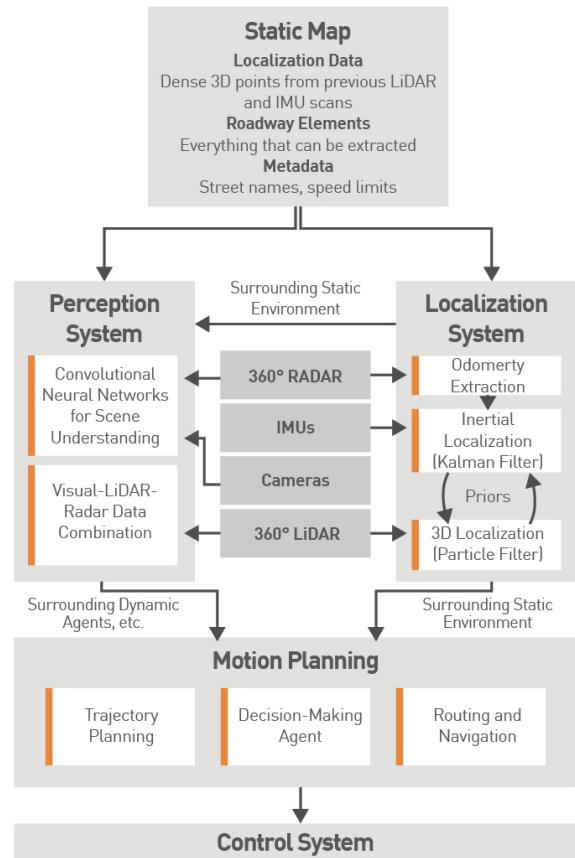 Static Map
Localization Data
Dense 3D points from previous LiDAR
and IMU scans
Roadway Elements
Everything that can be extracted
Metadata
Street names, speed limits
Perception
System
Surrounding Static
Environment
Localization
System
Convolutional
Neural Networks
for Scene
Understanding
Visual-LiDAR-
Radar Data
Combination
360° RADAR
IMUs
Cameras
360° LiDAR
Odomerty
Extraction
Inertial
Localization
(Kalman Filter)
Priors
3D Localization
(Particle Filter)
Surrounding Dynamic
Agents, etc.
Surrounding Static
Environment
Motion Planning
Trajectory
Planning
Decision-Making
Agent
Routing and
Navigation
Control System